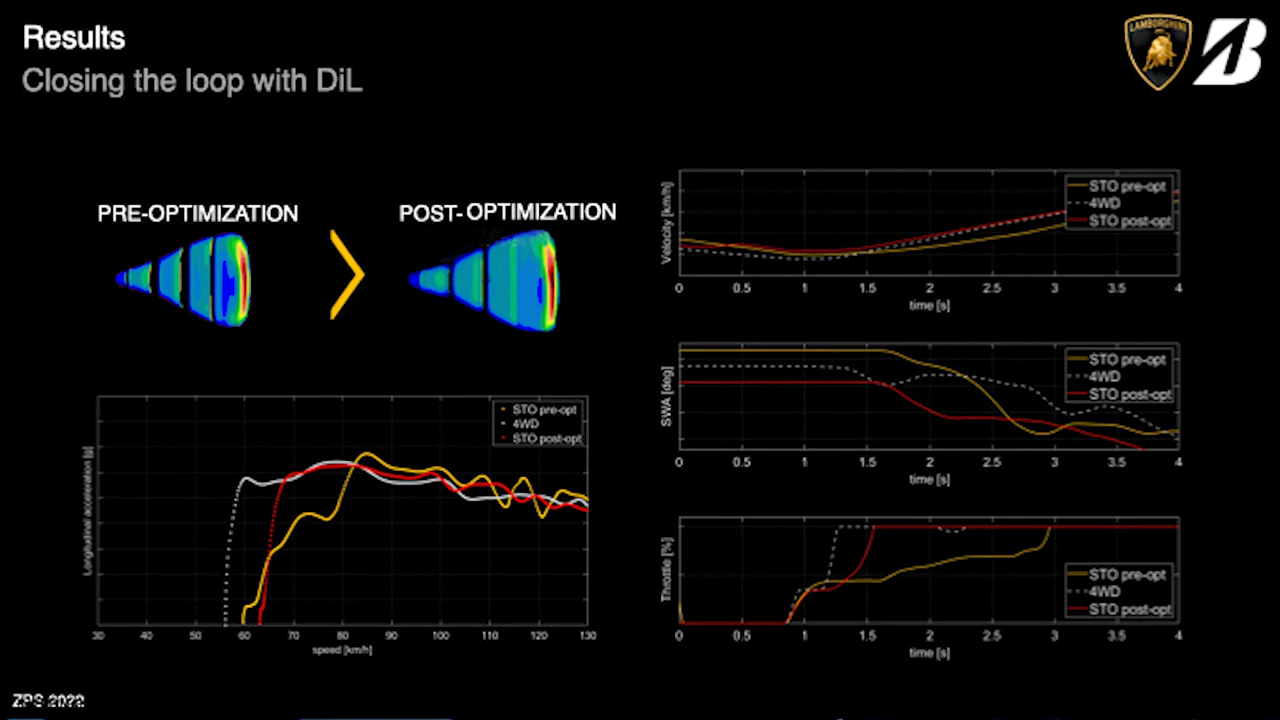 Results
Closing the loop with DiL
LAMBORGHINI
PRE-OPTIMIZATION
POST-OPTIMIZATION
Longitudinal acceleration [g]
STO pre-opt
4WD
STO post-opt
30 40 50 60 70 80 90 100 110 120 130
speed [km/h]
Velocity [km/h]
STO pre-opt
4WD
STO post-opt
0 0.5 1 1.5 2 2.5 3 3.5 4
time [s]
SWA [deg]
STO pre-opt
4WD
STO post-opt
0 0.5 1 1.5 2 2.5 3 3.5 4
time [s]
Throttle [%]
STO pre-opt
4WD
STO post-opt
0 0.5 1 1.5 2 2.5 3 3.5 4
time [s]
ZPS 2022